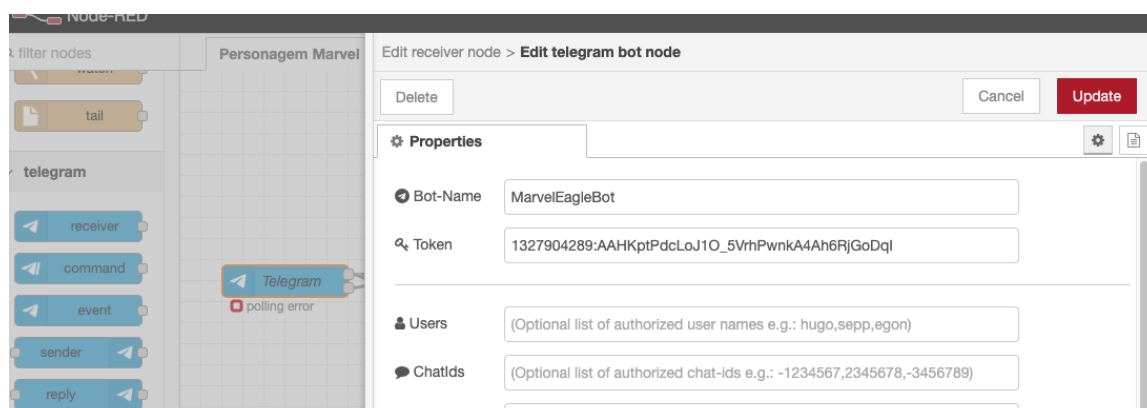 Node-RED
filter nodes
Personagem Marvel
Edit receiver node > Edit telegram bot node
tail
Delete
Cancel
Update
Properties
telegram
receiver
command
event
sender
reply
Telegram
polling error
Bot-Name
MarvelEagleBot
Token
1327904289:AAHKptPdcLoJ1O_5VrhPwnkA4Ah6RjGoDqI
Users
(Optional list of authorized user names e.g.: hugo,sepp,egon)
ChatIds
(Optional list of authorized chat-ids e.g.: -1234567,2345678,-3456789)